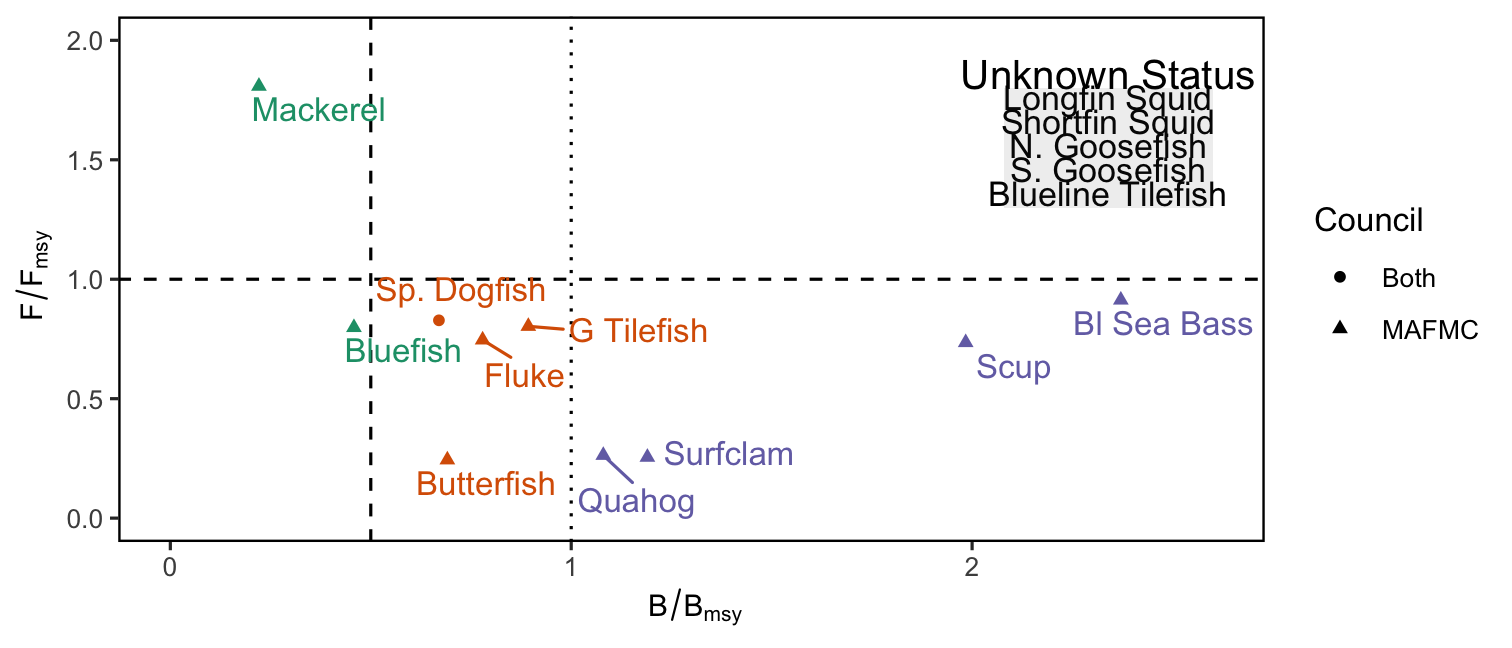 2.0
1.5
1.0
0.5
0.0
F/Fmsy
Mackerel
Unknown Status
Longfin Squid
Shortfin Squid
N. Goosefish
S. Goosefish
Blueline Tilefish
Sp. Dogfish
G Tilefish
Bluefish
Fluke
Bl Sea Bass
Scup
Butterfish
Surfclam
Quahog
0 1 2
B/Bmsy
Council
Both
MAFMC